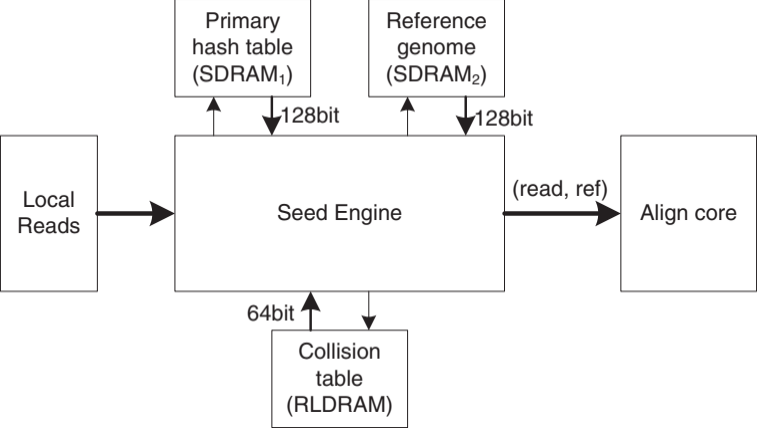 Primary
hash table
(SDRAM₁)
Reference
genome
(SDRAM₂)
128bit
128bit
Local
Reads
Seed Engine
(read, ref)
Align core
64bit
Collision
table
(RLDRAM)